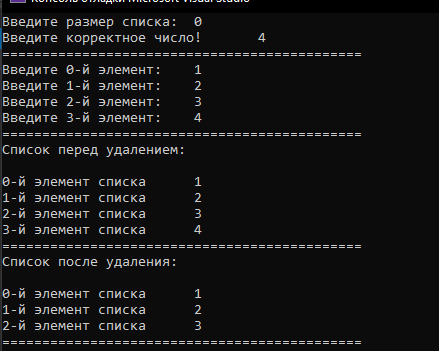 Консоль отладки Microsoft Visual Studio
Введите размер списка: 0
Введите корректное число! 4
=============================================
Введите 0-й элемент: 1
Введите 1-й элемент: 2
Введите 2-й элемент: 3
Введите 3-й элемент: 4
=============================================
Список перед удалением:
0-й элемент списка 1
1-й элемент списка 2
2-й элемент списка 3
3-й элемент списка 4
=============================================
Список после удаления:
0-й элемент списка 1
1-й элемент списка 2
2-й элемент списка 3
=============================================